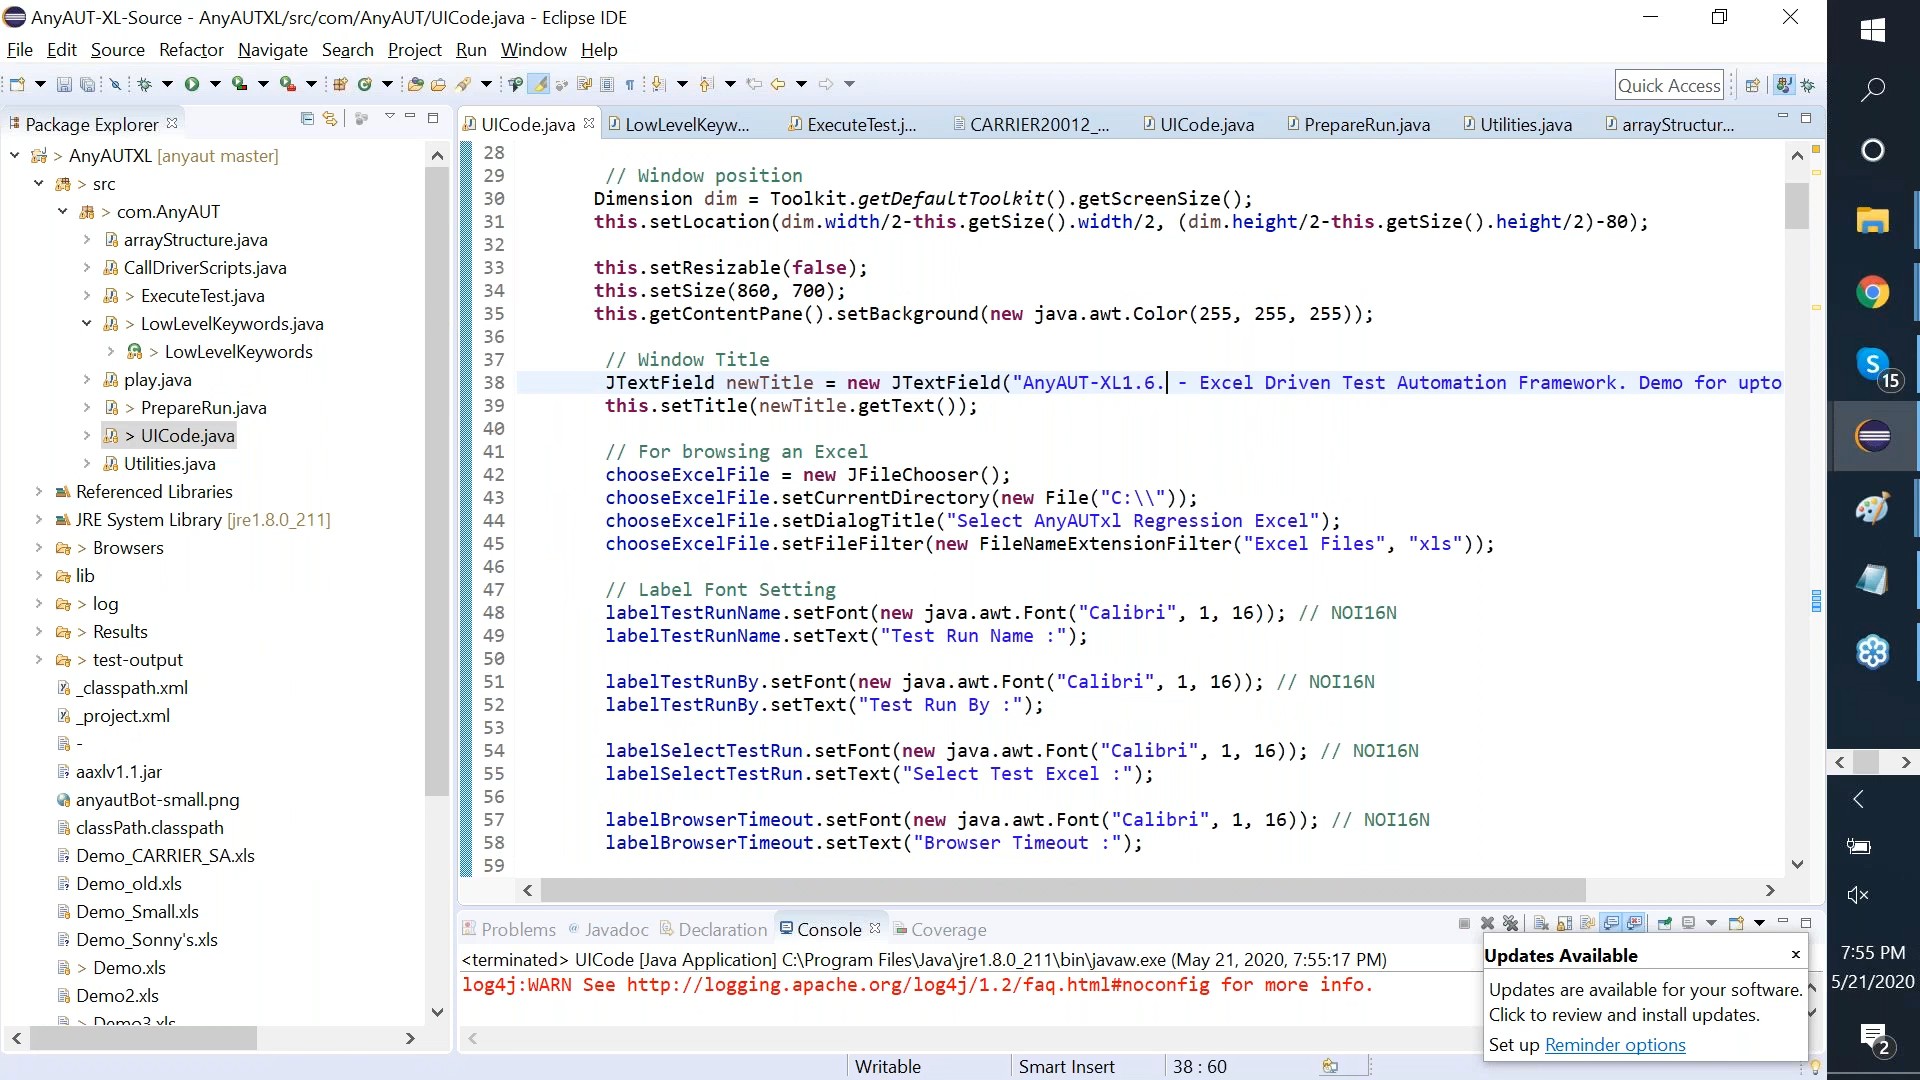 AnyAUT-XL-Source - AnyAUTXL/src/com/AnyAUT/UICode.java - Eclipse IDE
File Edit Source Refactor Navigate Search Project Run Window Help
Quick Access
Package Explorer
> AnyAUTXL [anyaut master]
> src
> com.AnyAUT
arrayStructure.java
CallDriverScripts.java
> ExecuteTest.java
> LowLevelKeywords.java
> LowLevelKeywords
play.java
> PrepareRun.java
> UICode.java
Utilities.java
Referenced Libraries
JRE System Library [jre1.8.0_211]
> Browsers
lib
> log
> Results
> test-output
_classpath.xml
_project.xml
-
aaxlv1.1.jar
anyautBot-small.png
classPath.classpath
Demo_CARRIER_SA.xls
Demo_old.xls
Demo_Small.xls
Demo_Sonny's.xls
> Demo.xls
Demo2.xls
> Demo3.xls
UICode.java LowLevelKeyw... ExecuteTest.j... CARRIER20012_... UICode.java PrepareRun.java Utilities.java arrayStructur...
28
29 // Window position
30 Dimension dim = Toolkit.getDefaultToolkit().getScreenSize();
31 this.setLocation(dim.width/2-this.getSize().width/2, (dim.height/2-this.getSize().height/2)-80);
32
33 this.setResizable(false);
34 this.setSize(860, 700);
35 this.getContentPane().setBackground(new java.awt.Color(255, 255, 255));
36
37 // Window Title
38 JTextField newTitle = new JTextField("AnyAUT-XL1.6. - Excel Driven Test Automation Framework. Demo for upto
39 this.setTitle(newTitle.getText());
40
41 // For browsing an Excel
42 chooseExcelFile = new JFileChooser();
43 chooseExcelFile.setCurrentDirectory(new File("C:\\"));
44 chooseExcelFile.setDialogTitle("Select AnyAUTxl Regression Excel");
45 chooseExcelFile.setFileFilter(new FileNameExtensionFilter("Excel Files", "xls"));
46
47 // Label Font Setting
48 labelTestRunName.setFont(new java.awt.Font("Calibri", 1, 16)); // NOI16N
49 labelTestRunName.setText("Test Run Name :");
50
51 labelTestRunBy.setFont(new java.awt.Font("Calibri", 1, 16)); // NOI16N
52 labelTestRunBy.setText("Test Run By :");
53
54 labelSelectTestRun.setFont(new java.awt.Font("Calibri", 1, 16)); // NOI16N
55 labelSelectTestRun.setText("Select Test Excel :");
56
57 labelBrowserTimeout.setFont(new java.awt.Font("Calibri", 1, 16)); // NOI16N
58 labelBrowserTimeout.setText("Browser Timeout :");
59
Problems Javadoc Declaration Console Coverage
<terminated> UICode [Java Application] C:\Program Files\Java\jre1.8.0_211\bin\javaw.exe (May 21, 2020, 7:55:17 PM)
log4j:WARN See http://logging.apache.org/log4j/1.2/faq.html#noconfig for more info.
Updates Available
Updates are available for your software.
Click to review and install updates.
Set up Reminder options
Writable Smart Insert 38 : 60
15
7:55 PM
5/21/2020
2